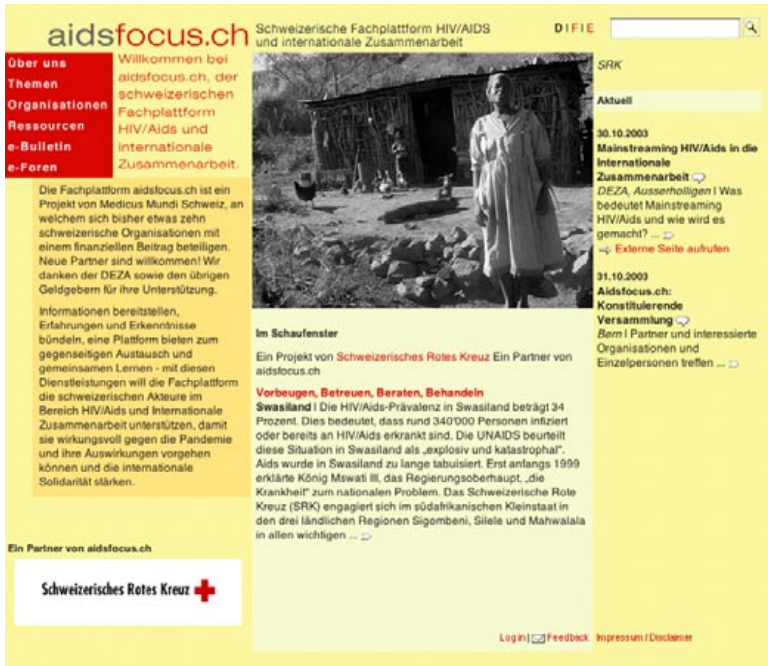 aidsfocus.ch
Schweizerische Fachplattform HIV/AIDS
und internationale Zusammenarbeit
D I F I E
über uns
Themen
Organisationen
Ressourcen
e-Bulletin
e-Foren
Willkommen bei
aidsfocus.ch, der
schweizerischen
Fachplattform
HIV/Aids und
internationale
Zusammenarbeit.
Die Fachplattform aidsfocus.ch ist ein
Projekt von Medicus Mundi Schweiz, an
welchem sich bisher etwas zehn
schweizerische Organisationen mit
einem finanziellen Beitrag beteiligen.
Neue Partner sind willkommen! Wir
danken der DEZA sowie den übrigen
Geldgebern für ihre Unterstützung.
Informationen bereitstellen,
Erfahrungen und Erkenntnisse
bündeln, eine Plattform bieten zum
gegenseitigen Austausch und
gemeinsamen Lernen - mit diesen
Dienstleistungen will die Fachplattform
die schweizerischen Akteure im
Bereich HIV/Aids und Internationale
Zusammenarbeit unterstützen, damit
sie wirkungsvoll gegen die Pandemie
und ihre Auswirkungen vorgehen
können und die internationale
Solidarität stärken.
Ein Partner von aidsfocus.ch
Schweizerisches Rotes Kreuz
Im Schaufenster
Ein Projekt von Schweizerisches Rotes Kreuz Ein Partner von
aidsfocus.ch
Vorbeugen, Betreuen, Beraten, Behandeln
Swasiland I Die HIV/Aids-Prävalenz in Swasiland beträgt 34
Prozent. Dies bedeutet, dass rund 340'000 Personen infiziert
oder bereits an HIV/Aids erkrankt sind. Die UNAIDS beurteilt
diese Situation in Swasiland als „explosiv und katastrophal".
Aids wurde in Swasiland zu lange tabuisiert. Erst anfangs 1999
erklärte König Mswati III, das Regierungsoberhaupt, „die
Krankheit" zum nationalen Problem. Das Schweizerische Rote
Kreuz (SRK) engagiert sich im südafrikanischen Kleinstaat in
den drei ländlichen Regionen Sigombeni, Silele und Mahwalala
in allen wichtigen ...
SRK
Aktuell
30.10.2003
Mainstreaming HIV/Aids in die
Internationale
Zusammenarbeit
DEZA, Ausserholligen I Was
bedeutet Mainstreaming
HIV/Aids und wie wird es
gemacht? ...
Externe Seite aufrufen
31.10.2003
Aidsfocus.ch:
Konstituierende
Versammlung
Bern I Partner und interessierte
Organisationen und
Einzelpersonen treffen ...
Login | Feedback Impressum / Disclaimer